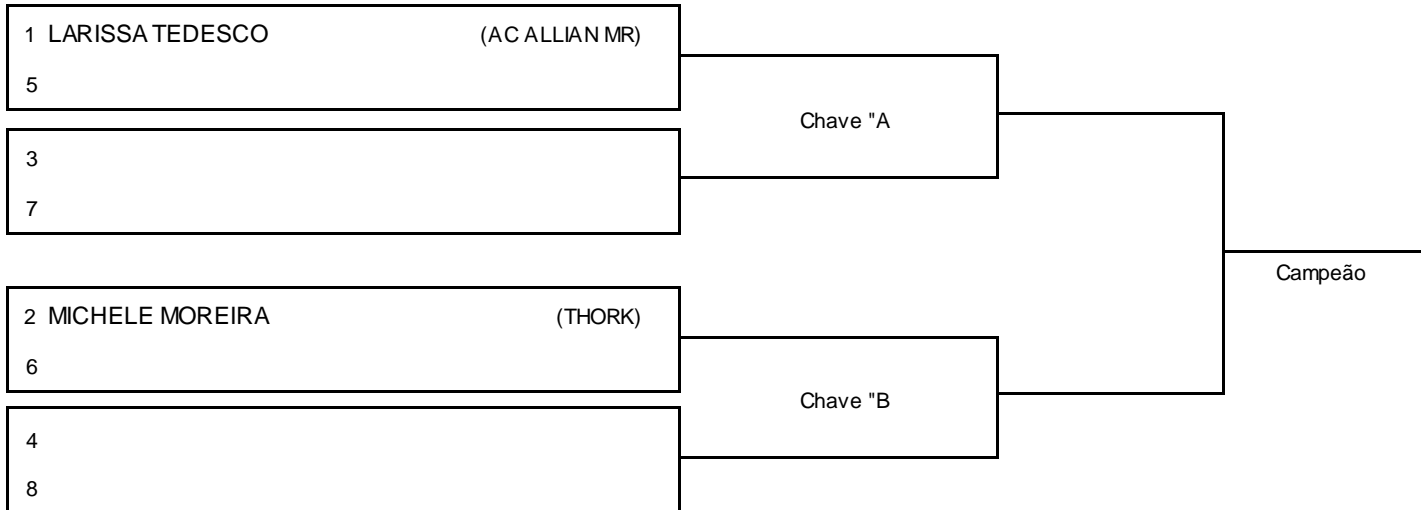 1 LARISSA TEDESCO (AC ALLIAN MR)
5
Chave "A
3
7
Campeão
2 MICHELE MOREIRA (THORK)
6
Chave "B
4
8